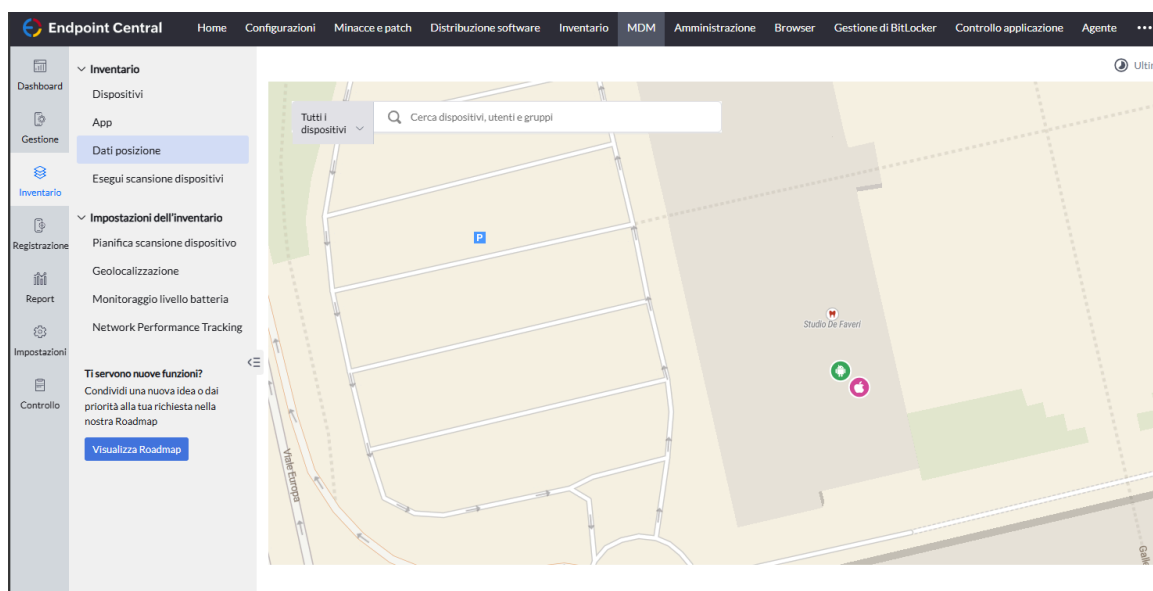 Endpoint Central
Home
Configurazioni
Minacce e patch
Distribuzione software
Inventario
MDM
Amministrazione
Browser
Gestione di BitLocker
Controllo applicazione
Agente
Dashboard
Gestione
Inventario
Registrazione
Report
Impostazioni
Controllo
Inventario
Dispositivi
App
Dati posizione
Esegui scansione dispositivi
Impostazioni dell'inventario
Pianifica scansione dispositivo
Geolocalizzazione
Monitoraggio livello batteria
Network Performance Tracking
Ti servono nuove funzioni?
Condividi una nuova idea o dai
priorità alla tua richiesta nella
nostra Roadmap
Visualizza Roadmap
Ultim
Tutti i
dispositivi
Cerca dispositivi, utenti e gruppi
P
Studio De Faveri
Viale Europa
Galle